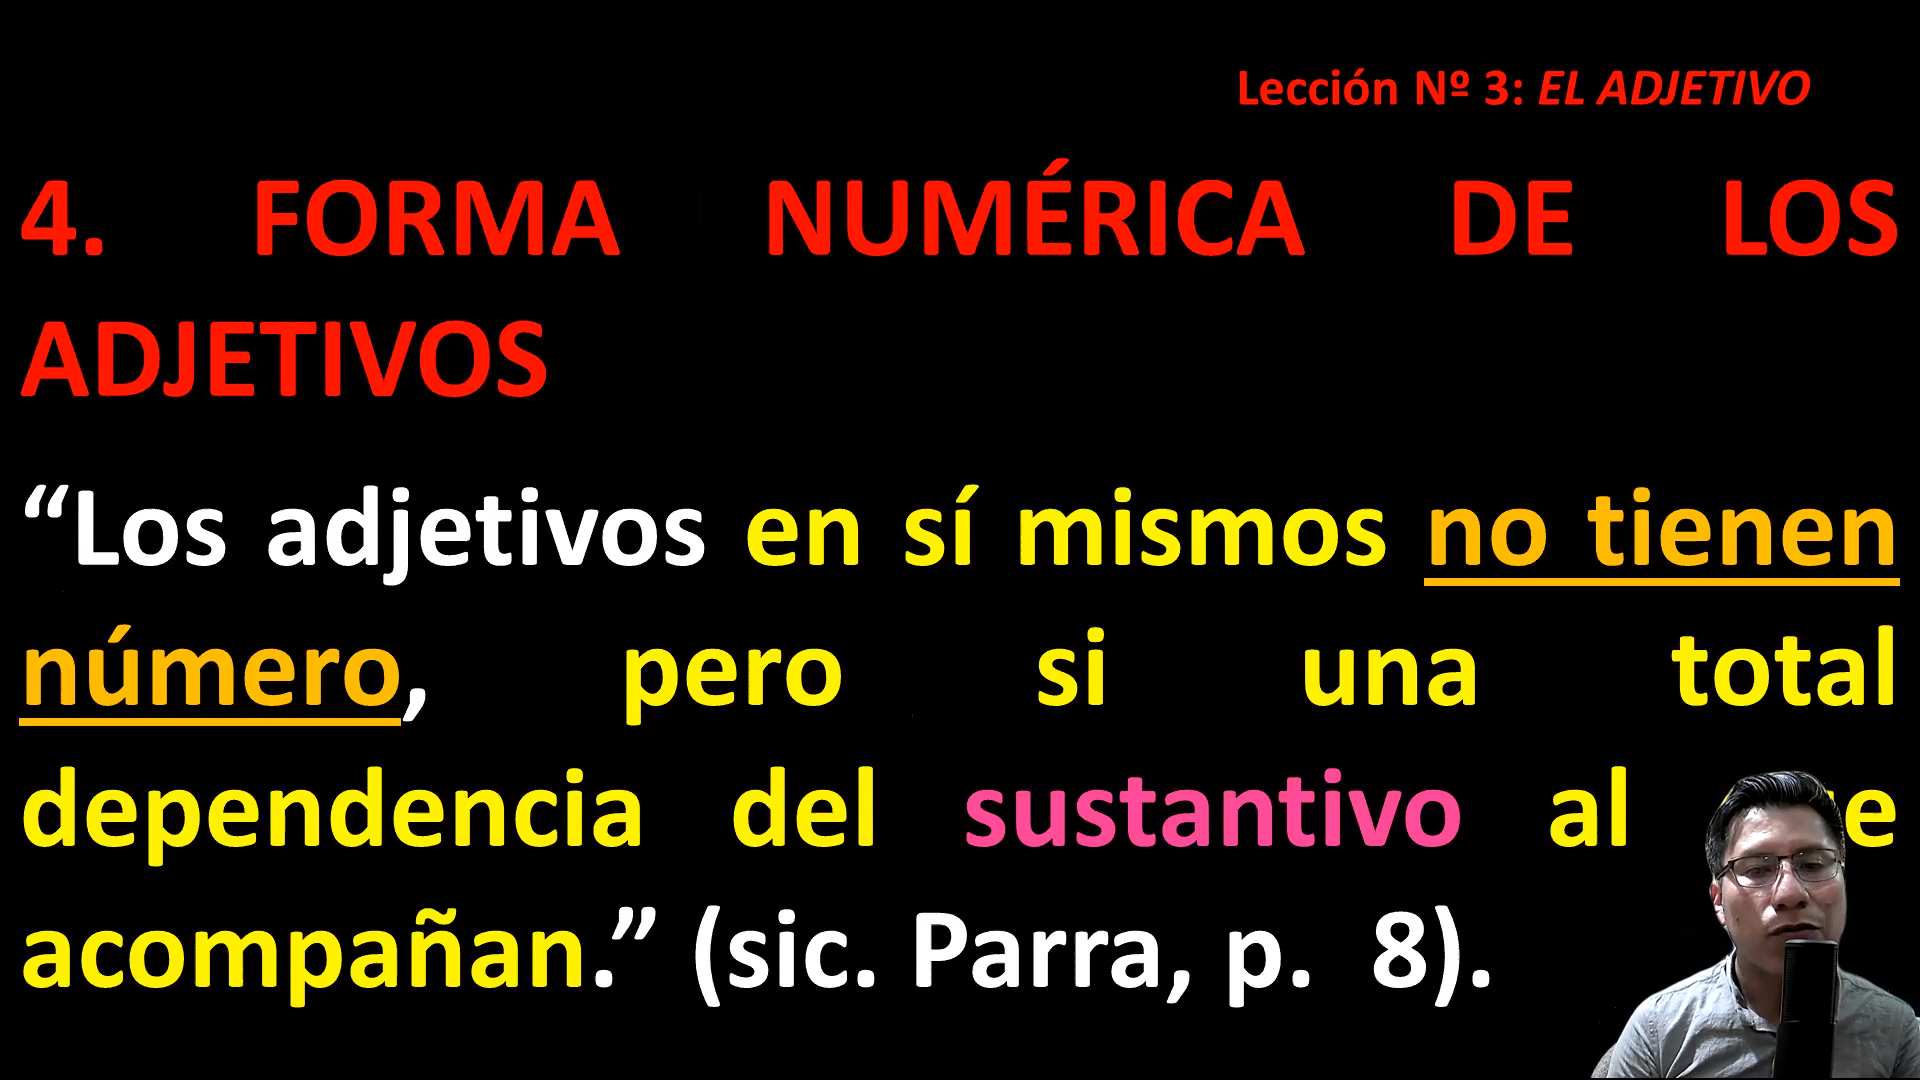 Lección Nº 3: EL ADJETIVO
4. FORMA NUMÉRICA DE LOS
ADJETIVOS
“Los adjetivos en sí mismos no tienen
número, pero si una total
dependencia del sustantivo al
acompañan.” (sic. Parra, p. 8).